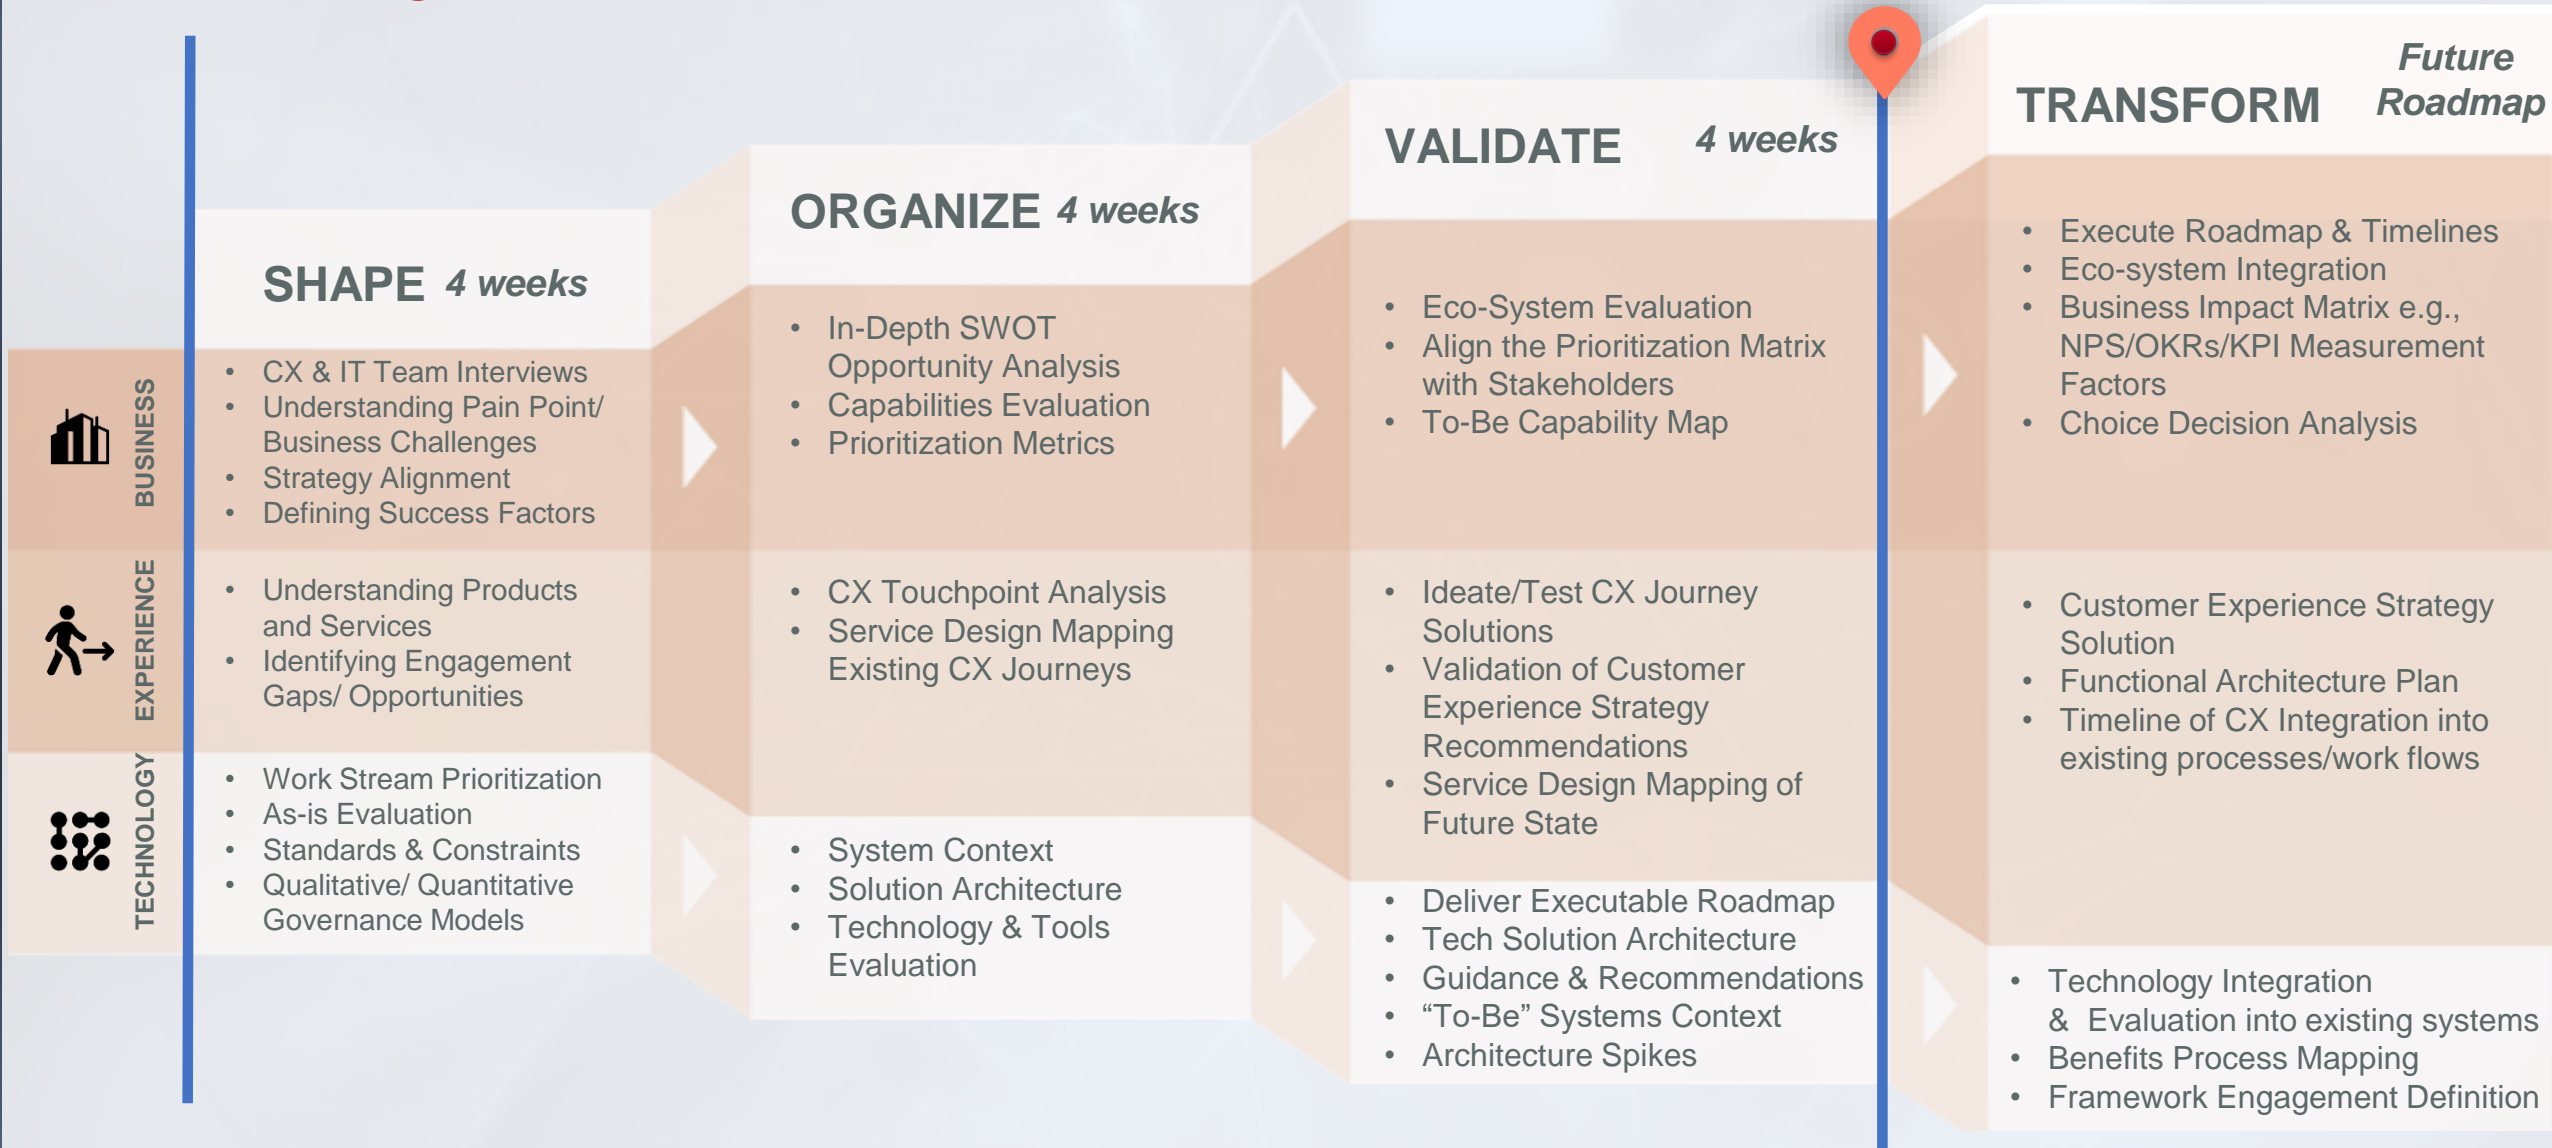 SHAPE 4 weeks
ORGANIZE 4 weeks
VALIDATE 4 weeks
TRANSFORM
Future
Roadmap
BUSINESS
• CX & IT Team Interviews
• Understanding Pain Point/
Business Challenges
• Strategy Alignment
• Defining Success Factors
• In-Depth SWOT
Opportunity Analysis
• Capabilities Evaluation
• Prioritization Metrics
• Eco-System Evaluation
• Align the Prioritization Matrix
with Stakeholders
• To-Be Capability Map
• Execute Roadmap & Timelines
• Eco-system Integration
• Business Impact Matrix e.g.,
NPS/OKRs/KPI Measurement
Factors
• Choice Decision Analysis
EXPERIENCE
• Understanding Products
and Services
• Identifying Engagement
Gaps/ Opportunities
• CX Touchpoint Analysis
• Service Design Mapping
Existing CX Journeys
• Ideate/Test CX Journey
Solutions
• Validation of Customer
Experience Strategy
Recommendations
• Service Design Mapping of
Future State
• Customer Experience Strategy
Solution
• Functional Architecture Plan
• Timeline of CX Integration into
existing processes/work flows
TECHNOLOGY
• Work Stream Prioritization
• As-is Evaluation
• Standards & Constraints
• Qualitative/ Quantitative
Governance Models
• System Context
• Solution Architecture
• Technology & Tools
Evaluation
• Deliver Executable Roadmap
• Tech Solution Architecture
• Guidance & Recommendations
• “To-Be” Systems Context
• Architecture Spikes
• Technology Integration
& Evaluation into existing systems
• Benefits Process Mapping
• Framework Engagement Definition